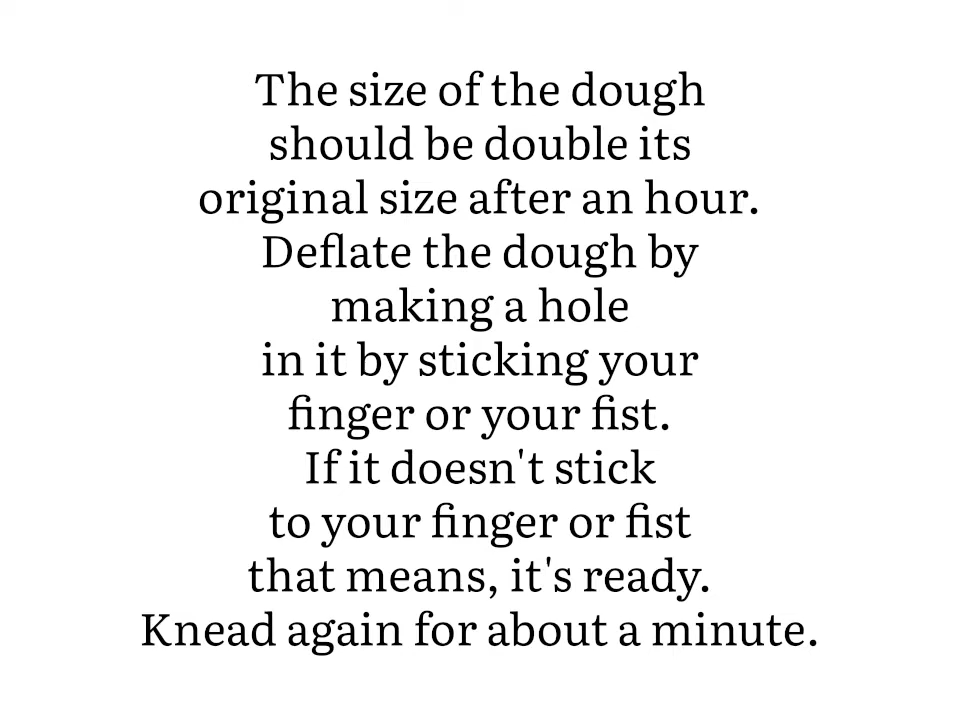 The size of the dough
should be double its
original size after an hour.
Deflate the dough by
making a hole
in it by sticking your
finger or your fist.
If it doesn't stick
to your finger or fist
that means, it's ready.
Knead again for about a minute.